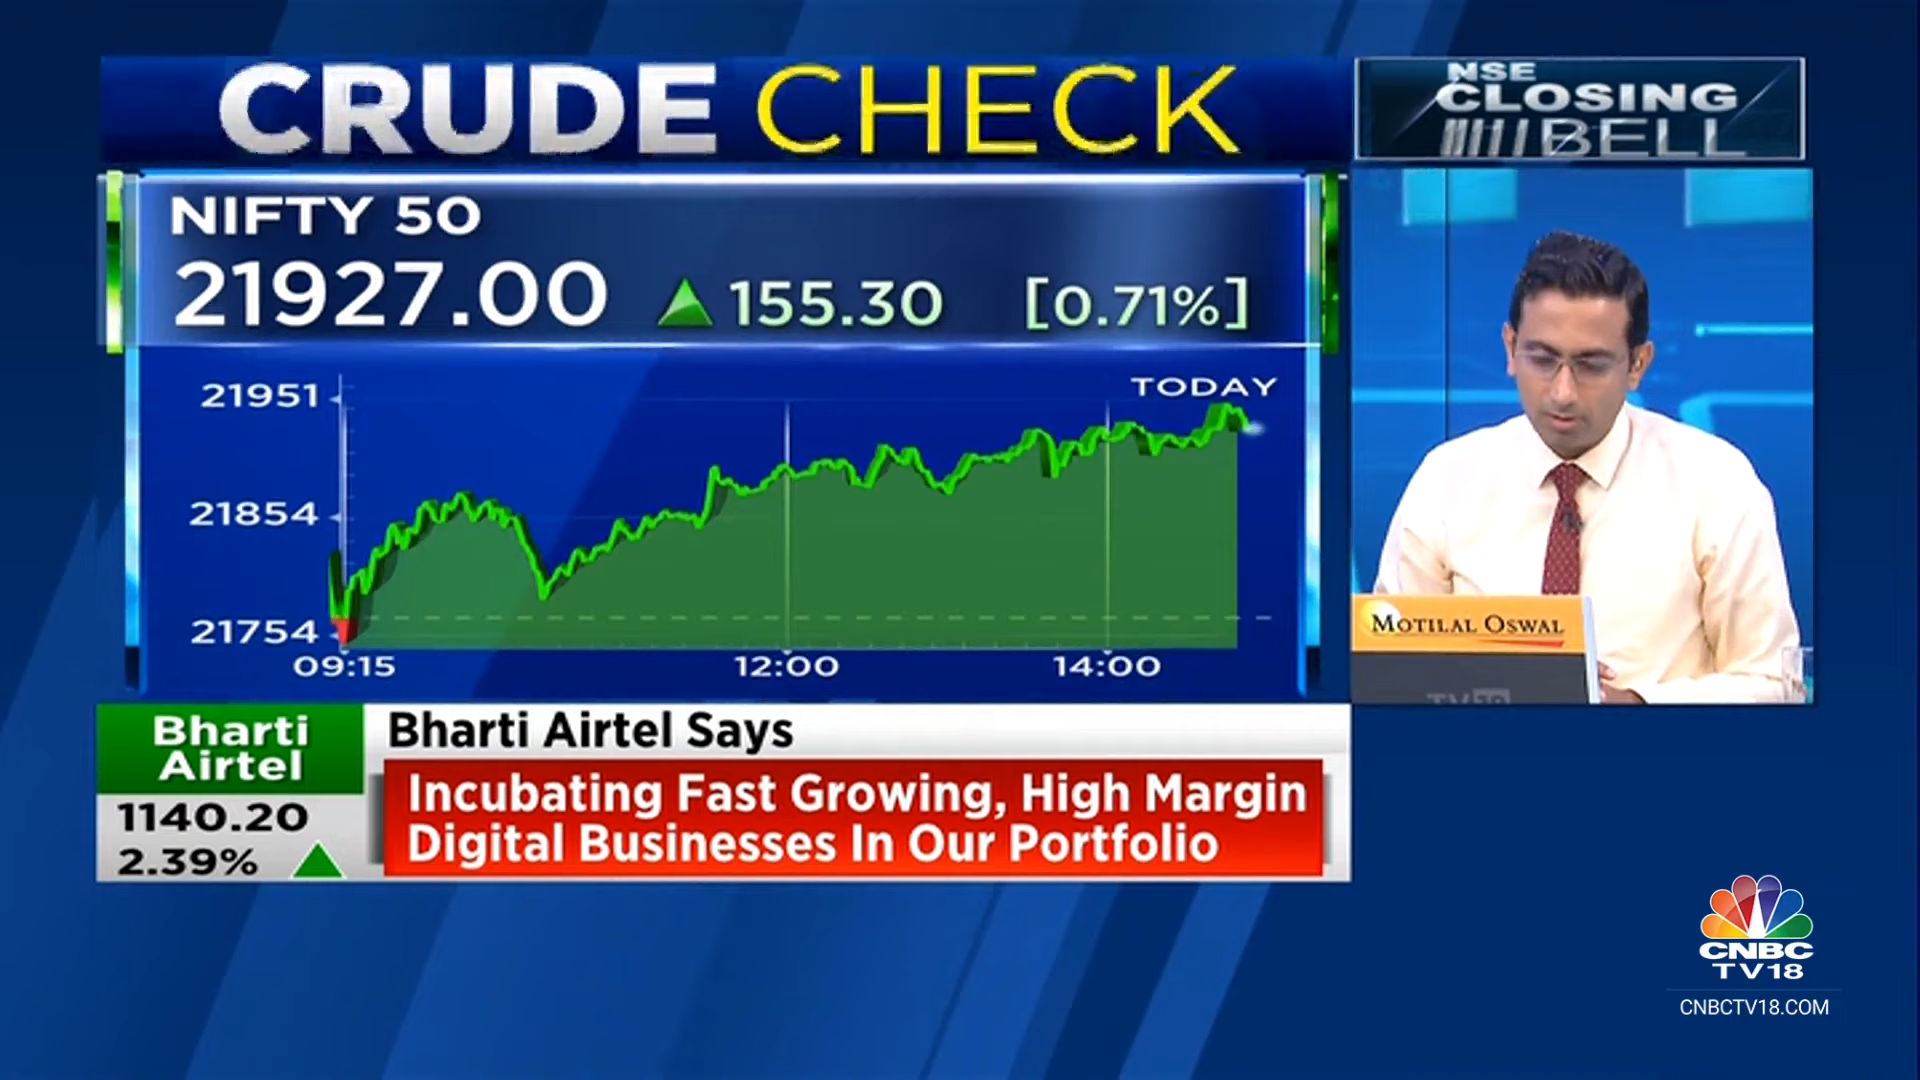 CRUDE CHECK
NSE
CLOSING
BELL
NIFTY 50
21927.00 ▲ 155.30 [0.71%]
TODAY
21951
21854
21754
09:15 12:00 14:00
MOTILAL OSWAL
TV18
Bharti
Airtel
1140.20
2.39% ▲
Bharti Airtel Says
Incubating Fast Growing, High Margin
Digital Businesses In Our Portfolio
CNBC
TV18
CNBCTV18.COM